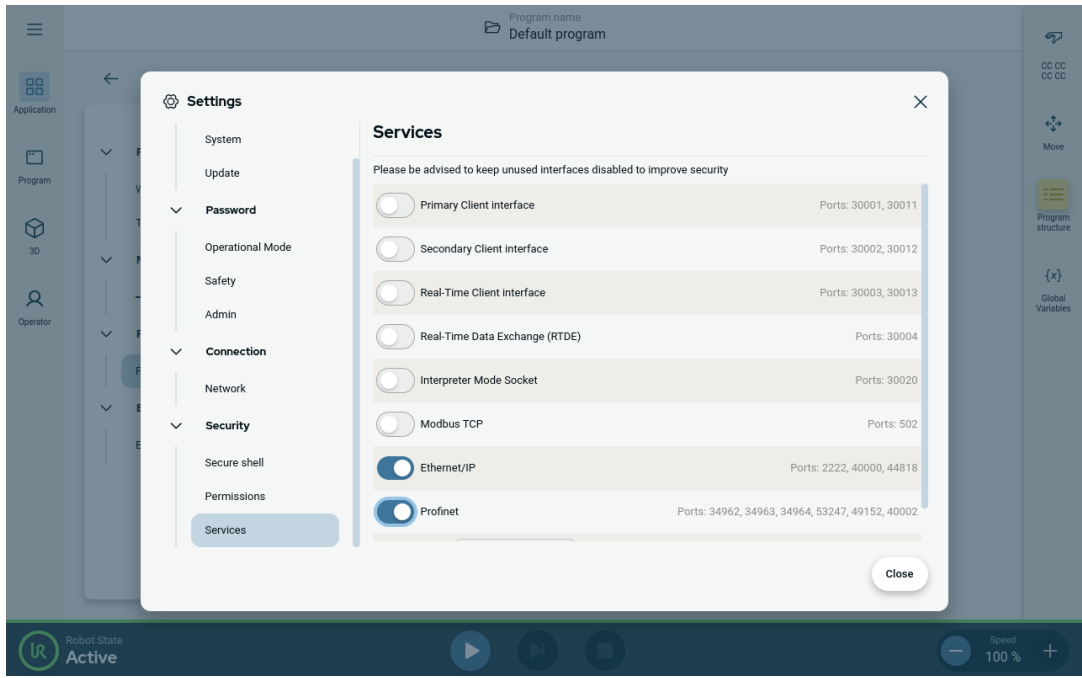 Program name
Default program
Application
Program
3D
Operator
Settings
System
Update
Password
Operational Mode
Safety
Admin
Connection
Network
Security
Secure shell
Permissions
Services
Services
Please be advised to keep unused interfaces disabled to improve security
Primary Client interface Ports: 30001, 30011
Secondary Client interface Ports: 30002, 30012
Real-Time Client interface Ports: 30003, 30013
Real-Time Data Exchange (RTDE) Ports: 30004
Interpreter Mode Socket Ports: 30020
Modbus TCP Ports: 502
Ethernet/IP Ports: 2222, 40000, 44818
Profinet Ports: 34962, 34963, 34964, 53247, 49152, 40002
Close
CC CC
CC CC
Move
Program
structure
{x}
Global
Variables
UR
Robot State
Active
Speed
100 %